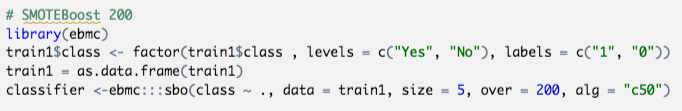 # SMOTEBoost 200
library(ebmc)
train1$class <- factor(train1$class , levels = c("Yes", "No"), labels = c("1", "0"))
train1 = as.data.frame(train1)
classifier <-ebmc:::sbo(class ~ ., data = train1, size = 5, over = 200, alg = "c50")